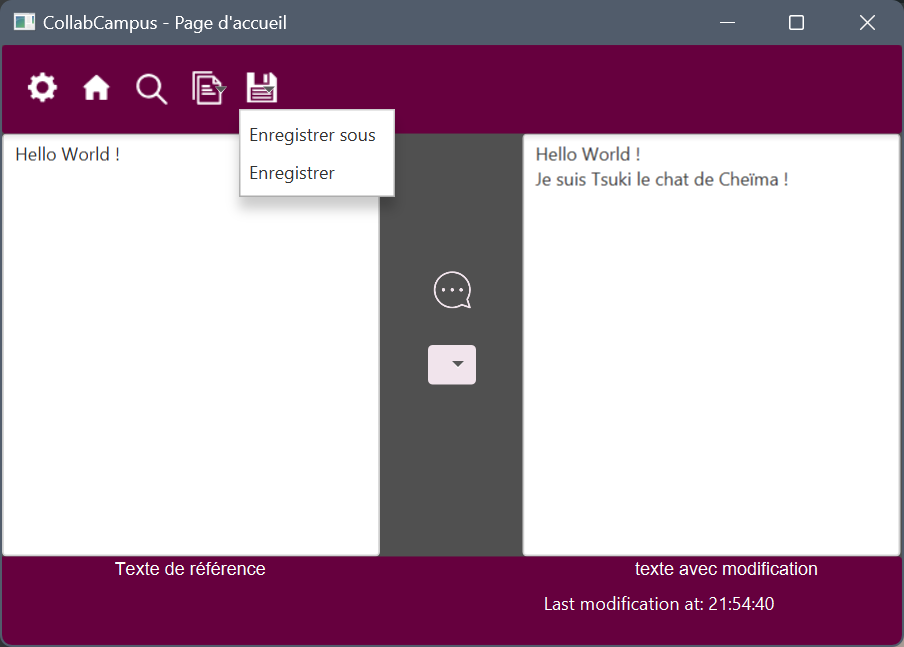 CollabCampus - Page d'accueil
Enregistrer sous
Enregistrer
Hello World !
Hello World !
Je suis Tsuki le chat de Cheïma !
Texte de référence
texte avec modification
Last modification at: 21:54:40